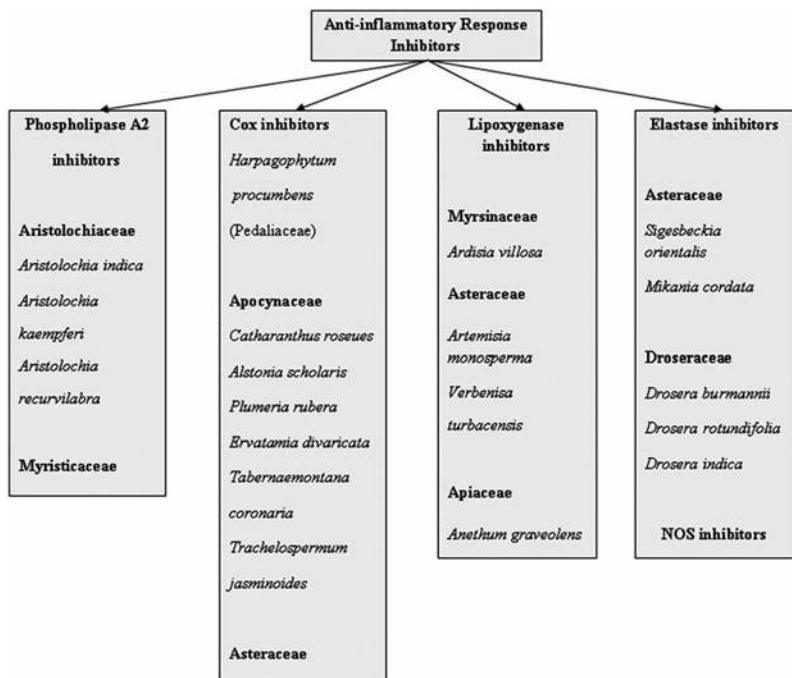 Anti-inflammatory Response
Inhibitors
Phospholipase A2
inhibitors
Aristolochiaceae
Aristolochia indica
Aristolochia
kaempferi
Aristolochia
recurvilabra
Myristicaceae
Cox inhibitors
Harpagophytum
procumbens
(Pedaliaceae)
Apocynaceae
Catharanthus roseues
Alstonia scholaris
Plumeria rubera
Ervatamia divaricata
Tabernaemontana
coronaria
Trachelospermum
jasminoides
Asteraceae
Lipoxygenase
inhibitors
Myrsinaceae
Ardisia villosa
Asteraceae
Artemisia
monosperma
Verbenisa
turbacensis
Apiaceae
Anethum graveolens
Elastase inhibitors
Asteraceae
Sigesbeckia
orientalis
Mikania cordata
Droseraceae
Drosera burmannii
Drosera rotundifolia
Drosera indica
NOS inhibitors